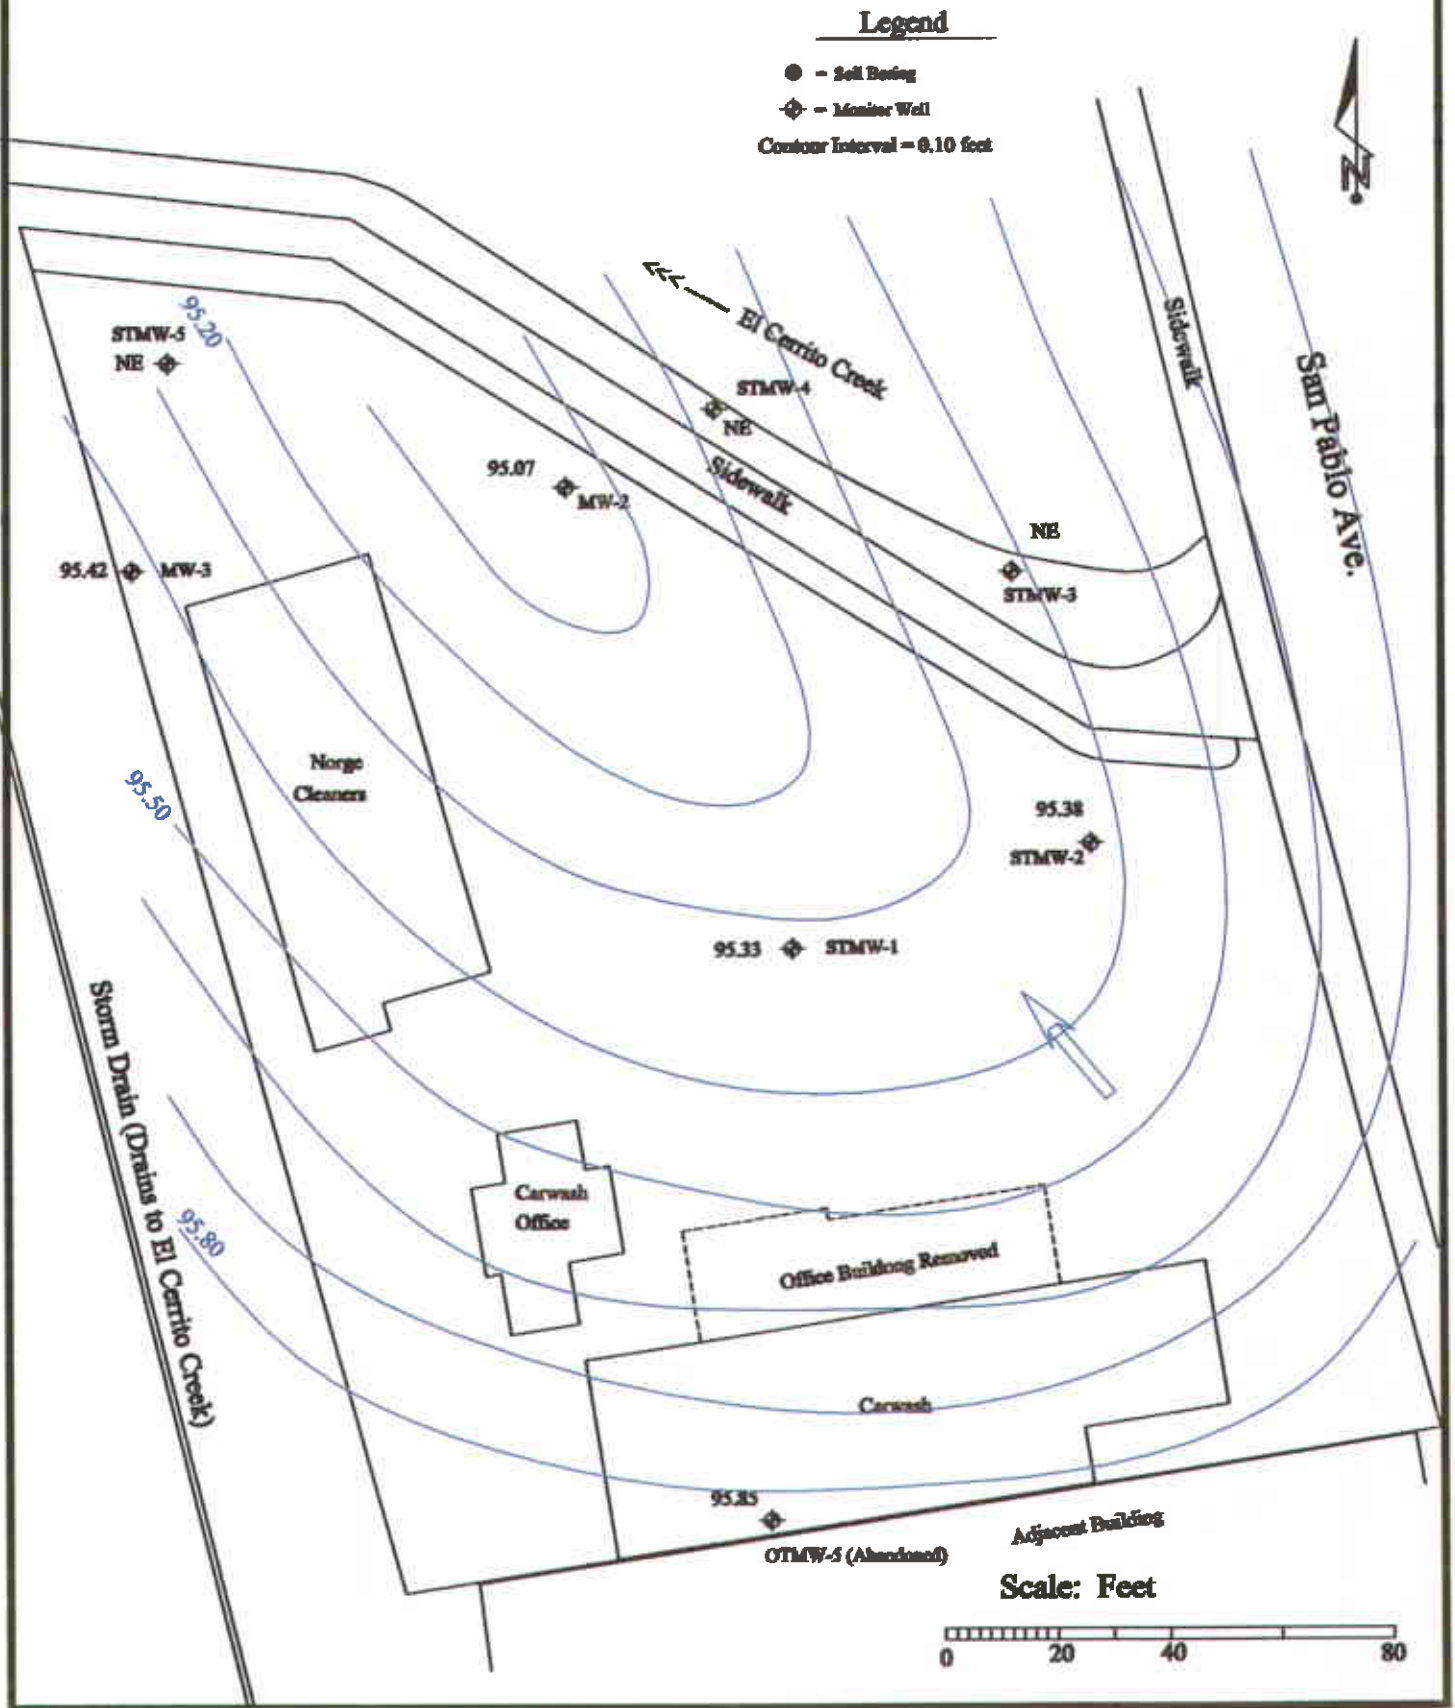 Legend
= Soil Boring
= Monitor Well
Contour Interval = 0.10 feet
N
95.20
STMW-5
NE
El Cerrito Creek
Sidewalk
San Pablo Ave.
STMW-4
NE
95.07
MW-2
Sidewalk
NE
STMW-3
95.42
MW-3
Norge
Cleaners
95.50
95.38
STMW-2
95.33
STMW-1
Storm Drain (Drains to El Cerrito Creek)
Carwash
Office
95.80
Office Buildong Removed
Carwash
95.85
OTMW-5 (Abandoned)
Adjacent Building
Scale: Feet
0 20 40 80